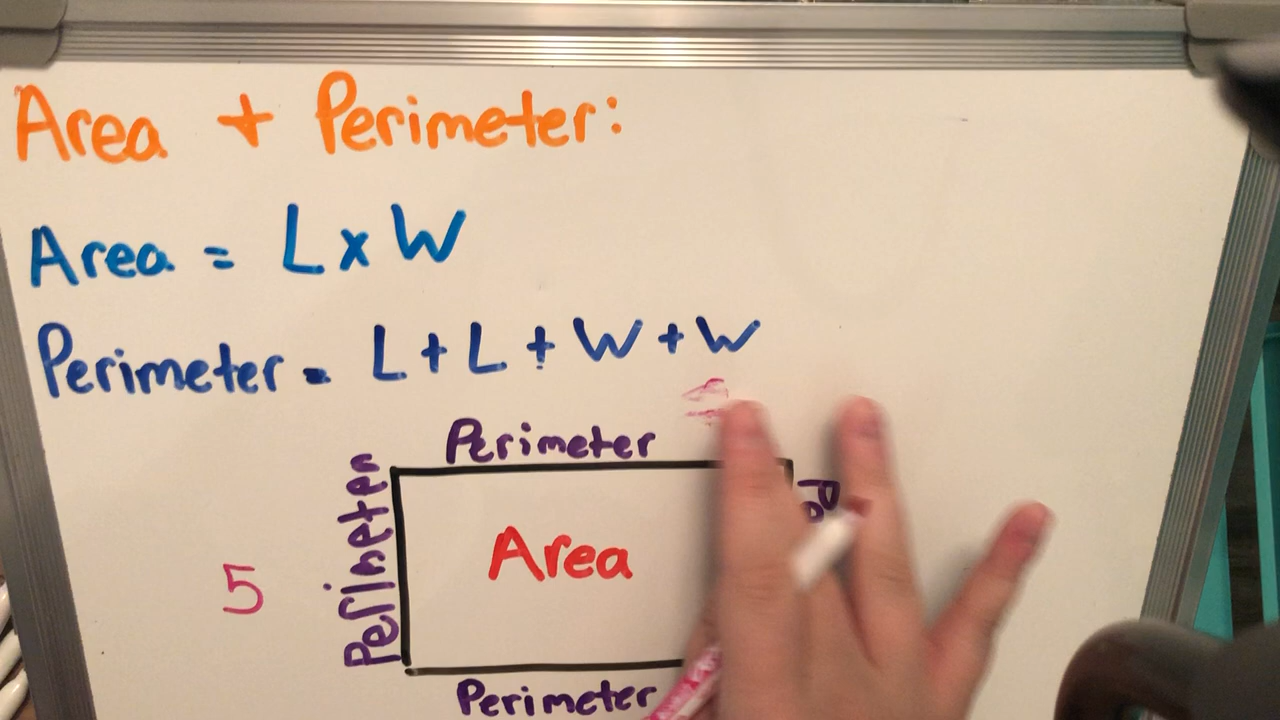 Area + Perimeter:
Area = L x W
Perimeter = L + L + W + W
Perimeter
Perimeter
Area
5
Perimeter